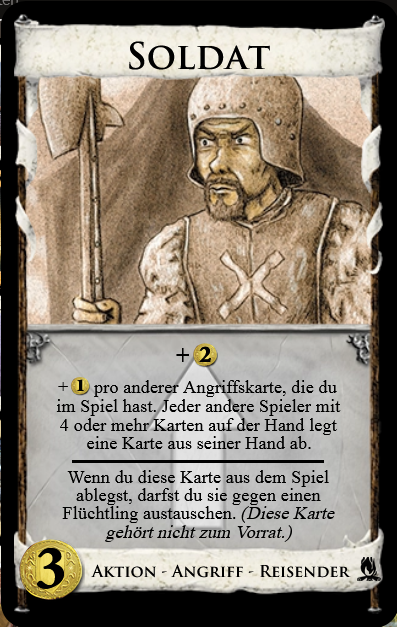 SOLDAT
+2
+1 pro anderer Angriffskarte, die du
im Spiel hast. Jeder andere Spieler mit
4 oder mehr Karten auf der Hand legt
eine Karte aus seiner Hand ab.
Wenn du diese Karte aus dem Spiel
ablegst, darfst du sie gegen einen
Flüchtling austauschen. (Diese Karte
gehört nicht zum Vorrat.)
3 AKTION - ANGRIFF - REISENDER